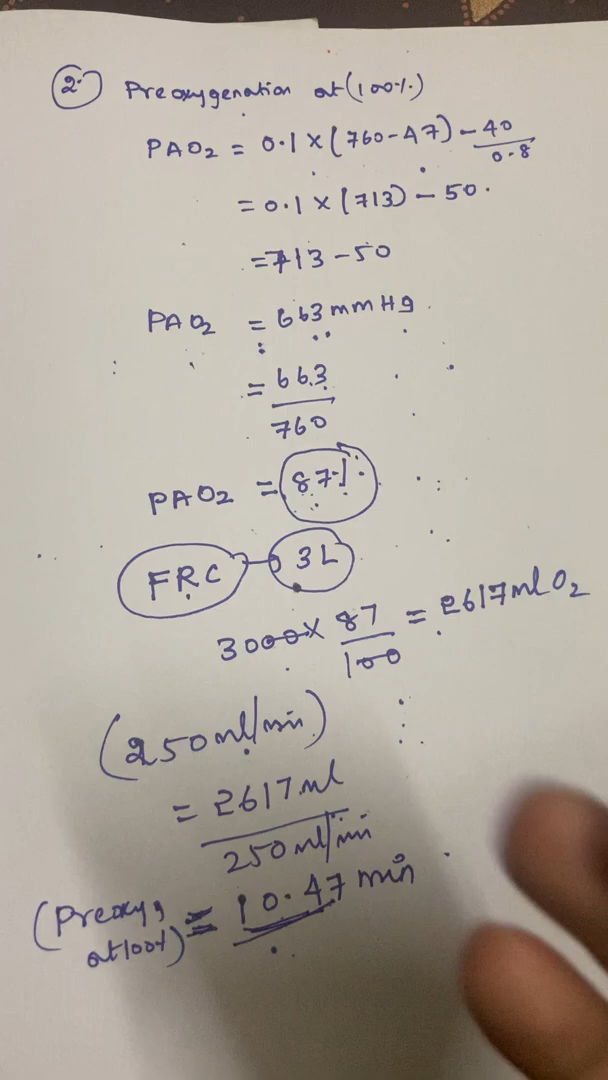 2. Preoxygenation at (100%)
PAO2 = 0.1 × (760-47) - 40/0.8
= 0.1 × (713) - 50.
= 713 - 50
PAO2 = 663 mmHg.
= 663/760
PAO2 = 87%
FRC → 3L
3000 × 87/100 = 2617 ml O2
(250 ml/min)
= 2617 ml/250 ml/min
(Preoxy, at 100%) = 10.47 min